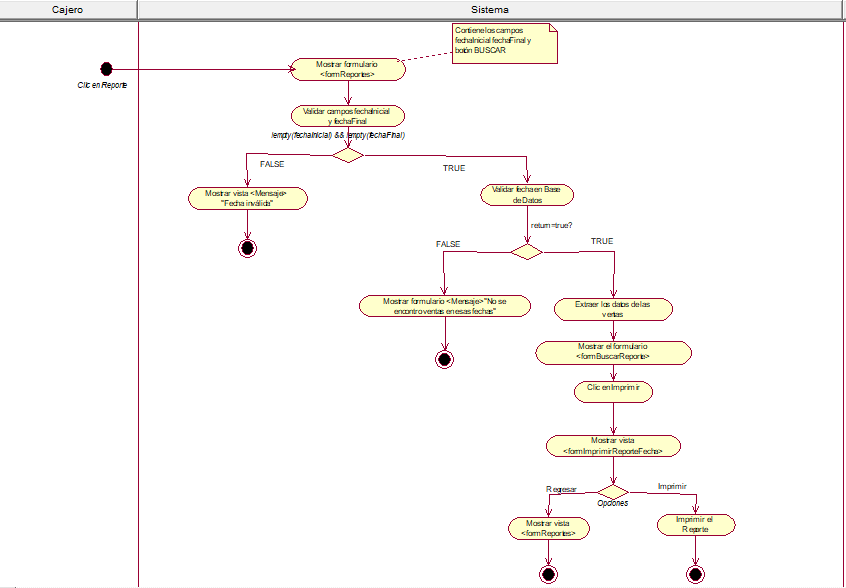 Cajero
Sistema
Contiene los campos
fechaInicial fechaFinal y
botón BUSCAR
Clic en Reporte
Mostrar formulario
<formReportes>
Validar campos fechaInicial
y fechaFinal
!empty(fechaInicial) && !empty(fechaFinal)
FALSE
TRUE
Mostrar vista <Mensaje>
"Fecha inválida"
Validar fecha en Base
de Datos
return=true?
FALSE
TRUE
Mostrar formulario <Mensaje> "No se
encontro ventas en esas fechas"
Extraer los datos de las
ventas
Mostrar el formulario
<formBuscarReporte>
Clic en Imprimir
Mostrar vista
<formImprimirReporteFecha>
Regresar
Imprimir
Opciones
Mostrar vista
<formReportes>
Imprimir el
Reporte